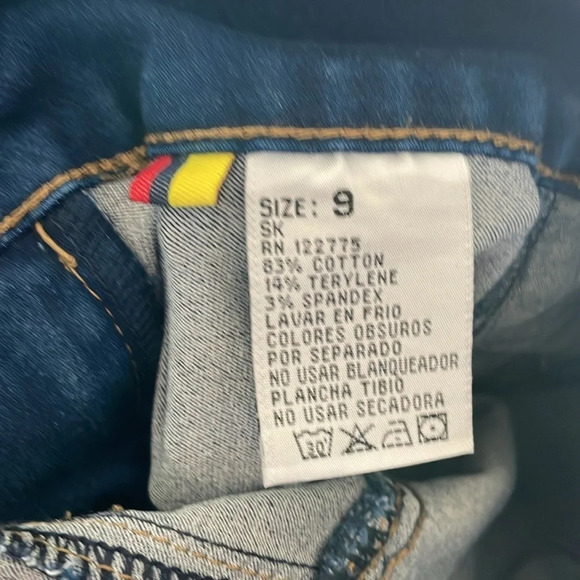 SIZE: 9
SK
RN 122775
83% COTTON
14% TERYLENE
3% SPANDEX
LAVAR EN FRIO
COLORES OBSUROS
POR SEPARADO
NO USAR BLANQUEADOR
PLANCHA TIBIO
NO USAR SECADORA
30